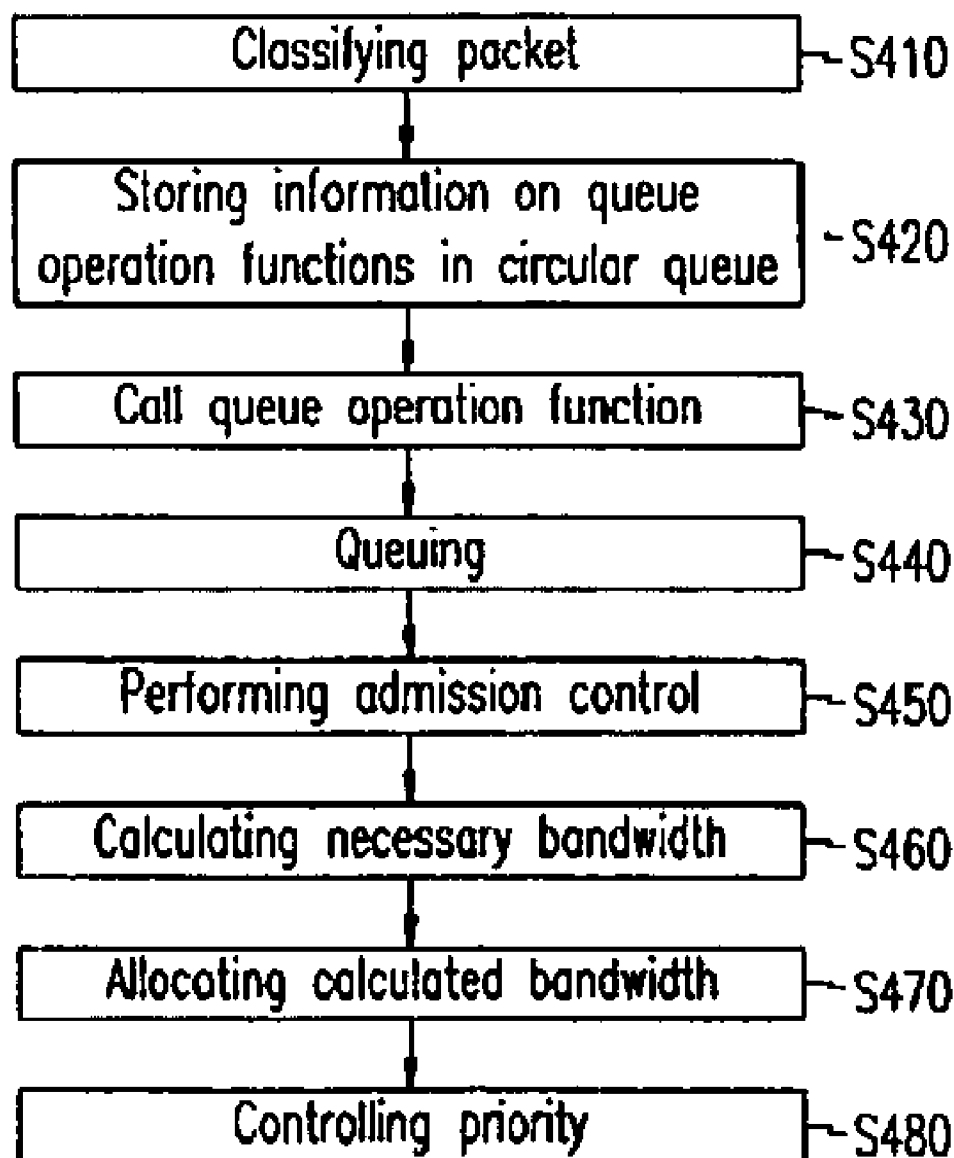 Classifying packet
S410
Storing information on queue
operation functions in circular queue
S420
Call queue operation function
S430
Queuing
S440
Performing admission control
S450
Calculating necessary bandwidth
S460
Allocating calculated bandwidth
S470
Controlling priority
S480